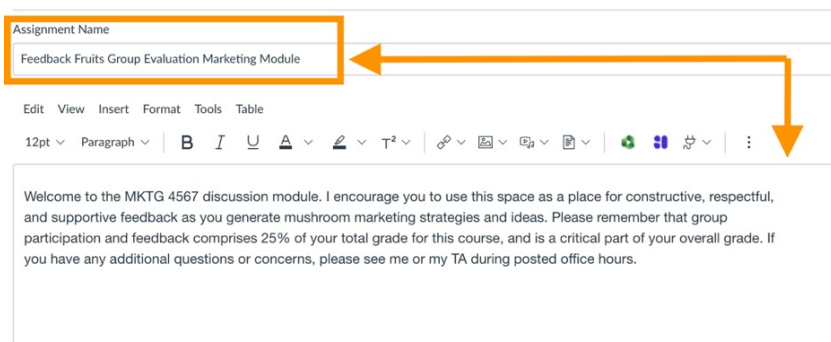 Assignment Name
Feedback Fruits Group Evaluation Marketing Module
Edit View Insert Format Tools Table
12pt Paragraph B I U A T²
Welcome to the MKTG 4567 discussion module. I encourage you to use this space as a place for constructive, respectful,
and supportive feedback as you generate mushroom marketing strategies and ideas. Please remember that group
participation and feedback comprises 25% of your total grade for this course, and is a critical part of your overall grade. If
you have any additional questions or concerns, please see me or my TA during posted office hours.